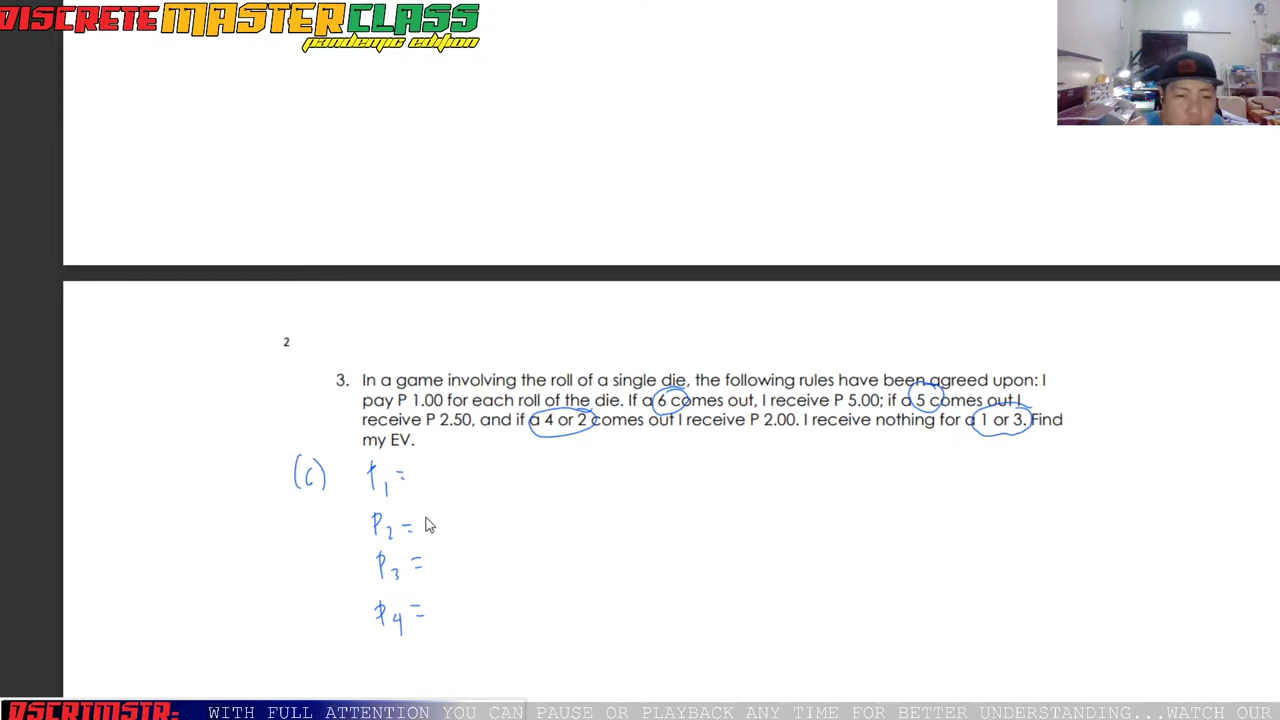 DISCRETE MASTERCLASS
pandemic edition
2
3. In a game involving the roll of a single die, the following rules have been agreed upon: I
pay P 1.00 for each roll of the die. If a 6 comes out, I receive P 5.00; if a 5 comes out I
receive P 2.50, and if a 4 or 2 comes out I receive P 2.00. I receive nothing for a 1 or 3. Find
my EV.
(6) P1 =
P2 =
P3 =
P4 =
DSCRTMSTR: WITH FULL ATTENTION YOU CAN PAUSE OR PLAYBACK ANY TIME FOR BETTER UNDERSTANDING...WATCH OUR